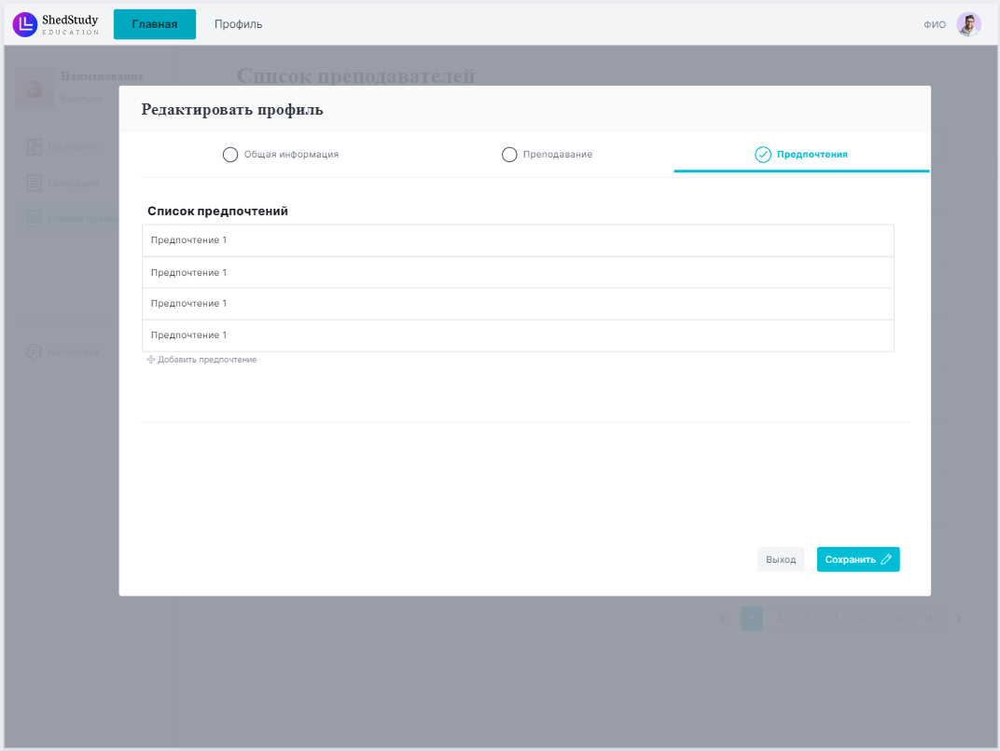 ShedStudy
EDUCATION
Главная
Профиль
ФИО
Наименование
Факультет
Список преподавателей
Редактировать профиль
Общая информация
Преподавание
Предпочтения
Расписание
Генерация
Список препод
Настройки
Список предпочтений
Предпочтение 1
Предпочтение 1
Предпочтение 1
Предпочтение 1
Добавить предпочтение
Выход
Сохранить
1 2 3 4 10 11